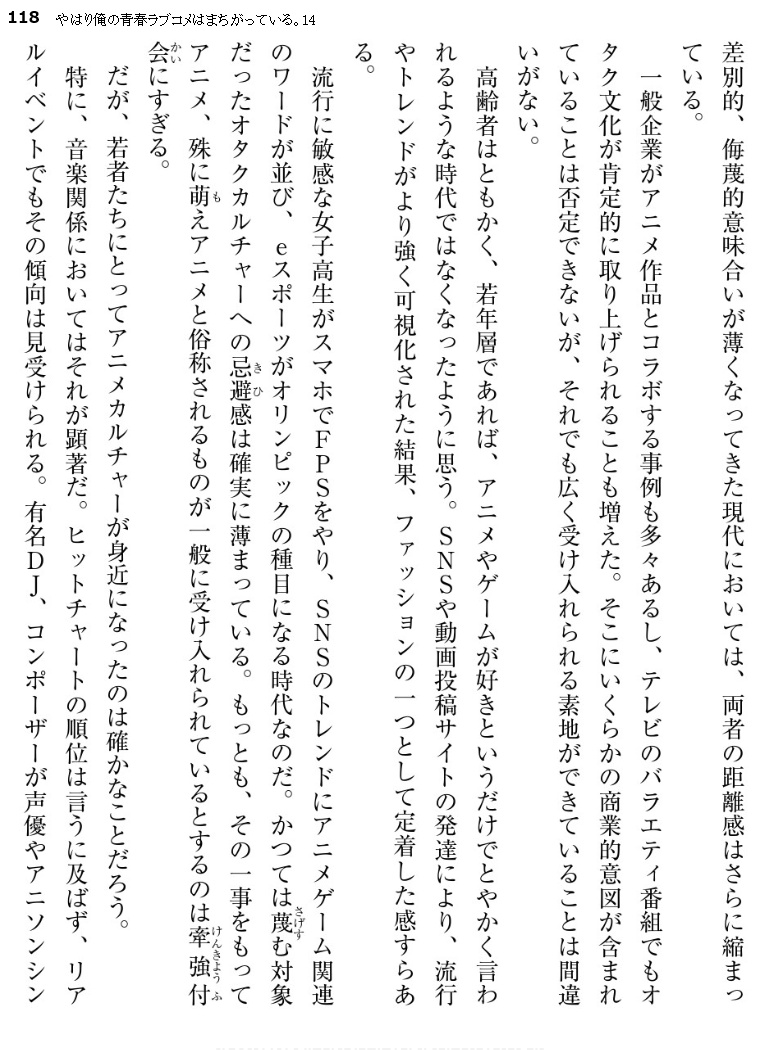 118 やはり俺の青春ラブコメはまちがっている。14
差別的、侮蔑的意味合いが薄くなってきた現代においては、両者の距離感はさらに縮まっ
ている。
一般企業がアニメ作品とコラボする事例も多々あるし、テレビのバラエティ番組でもオ
タク文化が肯定的に取り上げられることも増えた。そこにいくらかの商業的意図が含まれ
ていることは否定できないが、それでも広く受け入れられる素地ができていることは間違
いがない。
高齢者はともかく、若年層であれば、アニメやゲームが好きというだけでとやかく言わ
れるような時代ではなくなったように思う。SNSや動画投稿サイトの発達により、流行
やトレンドがより強く可視化された結果、ファッションの一つとして定着した感すらあ
る。
流行に敏感な女子高生がスマホでFPSをやり、SNSのトレンドにアニメゲーム関連
のワードが並び、eスポーツがオリンピックの種目になる時代なのだ。かつては蔑む対象
だったオタクカルチャーへの忌避感は確実に薄まっている。もっとも、その一事をもって
アニメ、殊に萌えアニメと俗称されるものが一般に受け入れられているとするのは牽強付
会にすぎる。
だが、若者たちにとってアニメカルチャーが身近になったのは確かなことだろう。
特に、音楽関係においてはそれが顕著だ。ヒットチャートの順位は言うに及ばず、リア
ルイベントでもその傾向は見受けられる。有名DJ、コンポーザーが声優やアニソンシン